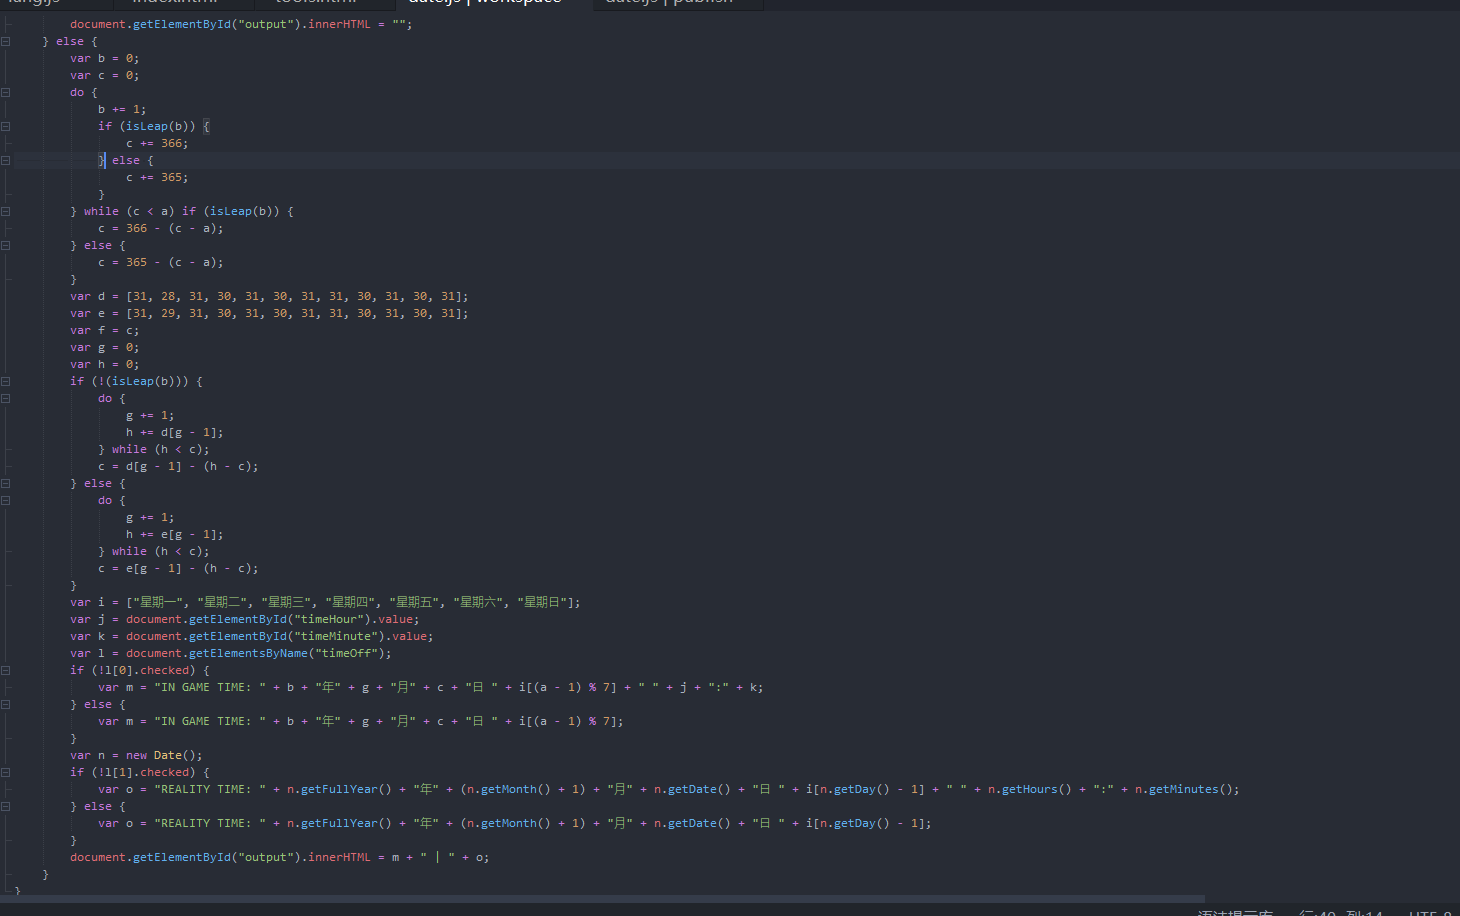 document.getElementById("output").innerHTML = "";
} else {
var b = 0;
var c = 0;
do {
b += 1;
if (isLeap(b)) {
c += 366;
} else {
c += 365;
}
} while (c < a) if (isLeap(b)) {
c = 366 - (c - a);
} else {
c = 365 - (c - a);
}
var d = [31, 28, 31, 30, 31, 30, 31, 31, 30, 31, 30, 31];
var e = [31, 29, 31, 30, 31, 30, 31, 31, 30, 31, 30, 31];
var f = c;
var g = 0;
var h = 0;
if (!(isLeap(b))) {
do {
g += 1;
h += d[g - 1];
} while (h < c);
c = d[g - 1] - (h - c);
} else {
do {
g += 1;
h += e[g - 1];
} while (h < c);
c = e[g - 1] - (h - c);
}
var i = ["星期一", "星期二", "星期三", "星期四", "星期五", "星期六", "星期日"];
var j = document.getElementById("timeHour").value;
var k = document.getElementById("timeMinute").value;
var l = document.getElementsByName("timeOff");
if (!l[0].checked) {
var m = "IN GAME TIME: " + b + "年" + g + "月" + c + "日 " + i[(a - 1) % 7] + " " + j + ":" + k;
} else {
var m = "IN GAME TIME: " + b + "年" + g + "月" + c + "日 " + i[(a - 1) % 7];
}
var n = new Date();
if (!l[1].checked) {
var o = "REALITY TIME: " + n.getFullYear() + "年" + (n.getMonth() + 1) + "月" + n.getDate() + "日 " + i[n.getDay() - 1] + " " + n.getHours() + ":" + n.getMinutes();
} else {
var o = "REALITY TIME: " + n.getFullYear() + "年" + (n.getMonth() + 1) + "月" + n.getDate() + "日 " + i[n.getDay() - 1];
}
document.getElementById("output").innerHTML = m + " | " + o;
}
}